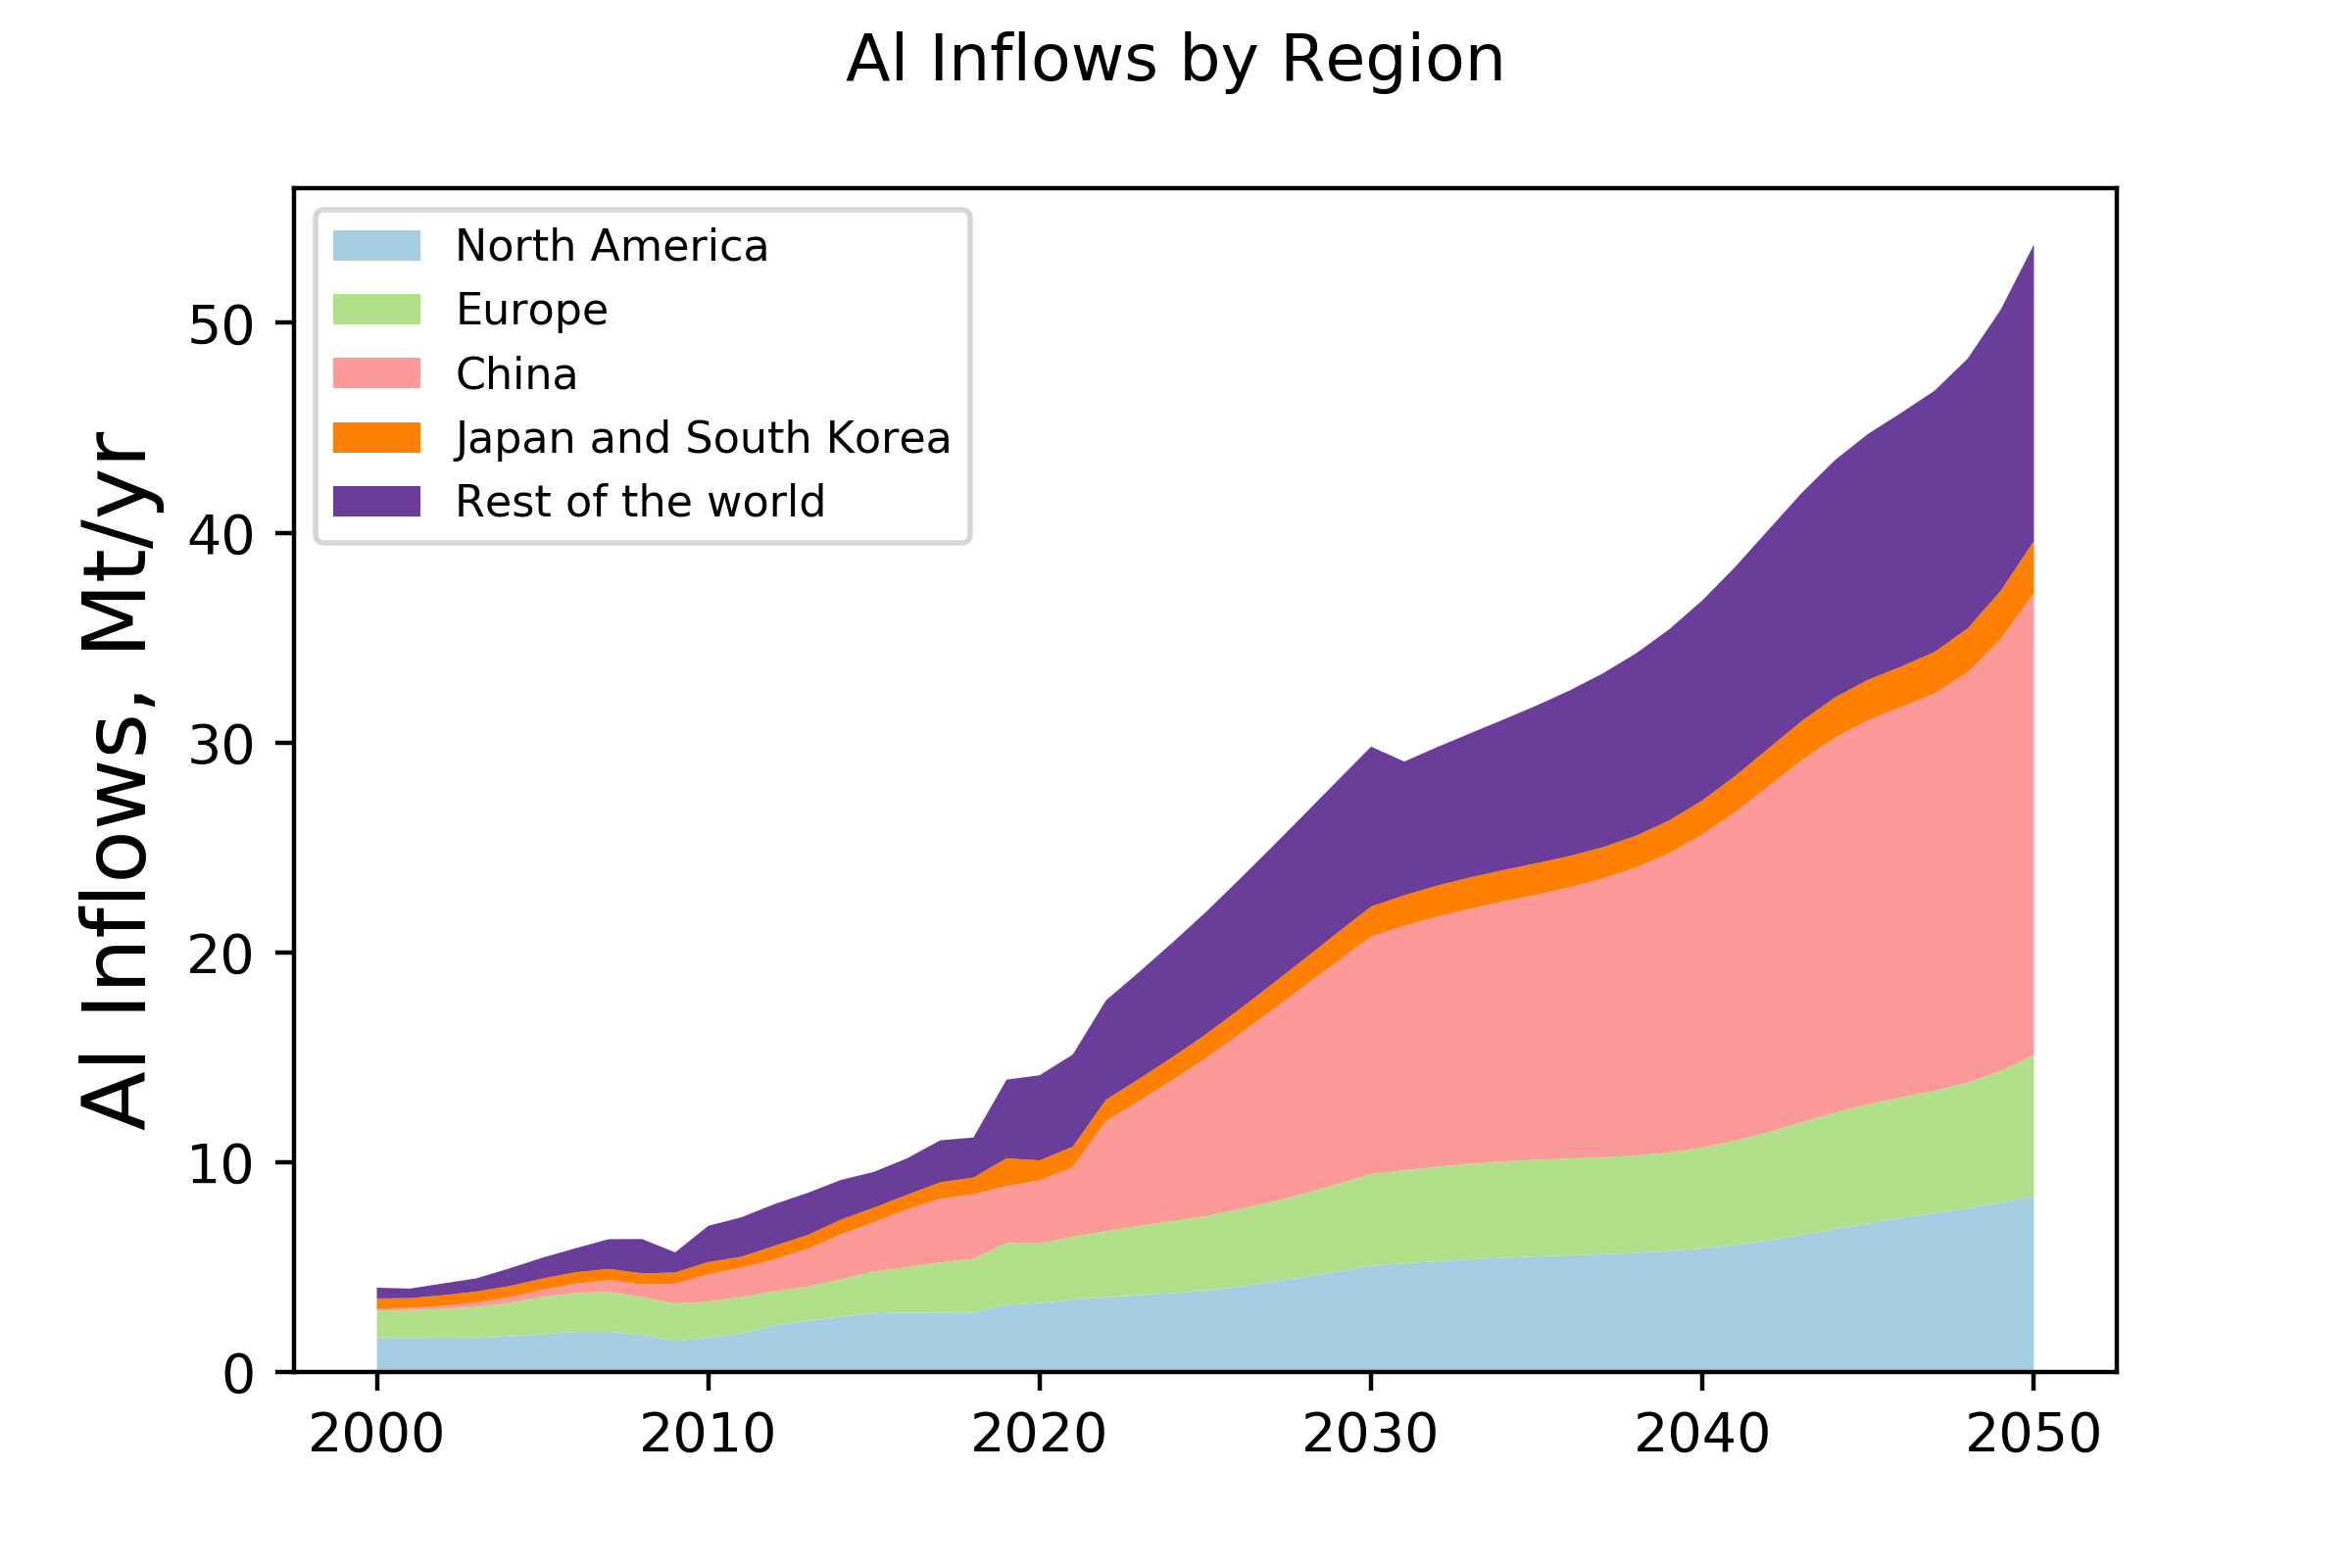 Al Inflows by Region
North America
Europe
China
Japan and South Korea
Rest of the world
Al Inflows, Mt/yr
50
40
30
20
10
0
2000 2010 2020 2030 2040 2050